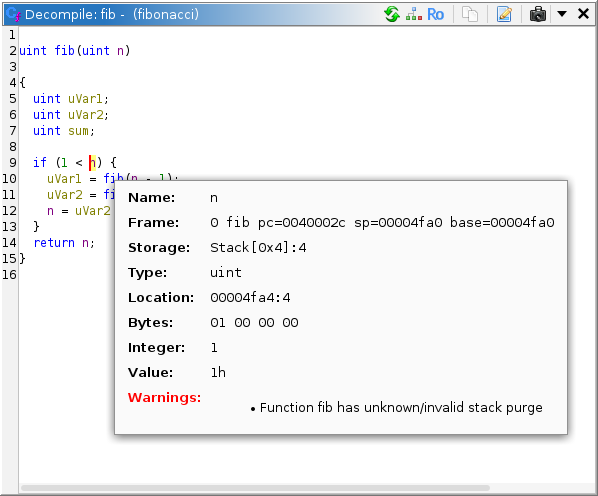 Decompile: fib - (fibonacci)
Ro
1
2 uint fib(uint n)
3
4 {
5 uint uVar1;
6 uint uVar2;
7 uint sum;
8
9 if (1 < n) {
10 uVar1 = fib(n - 1);
11 uVar2 = fi
12 n = uVar2
13 }
14 return n;
15 }
16
Name: n
Frame: 0 fib pc=0040002c sp=00004fa0 base=00004fa0
Storage: Stack[0x4]:4
Type: uint
Location: 00004fa4:4
Bytes: 01 00 00 00
Integer: 1
Value: 1h
Warnings:
• Function fib has unknown/invalid stack purge